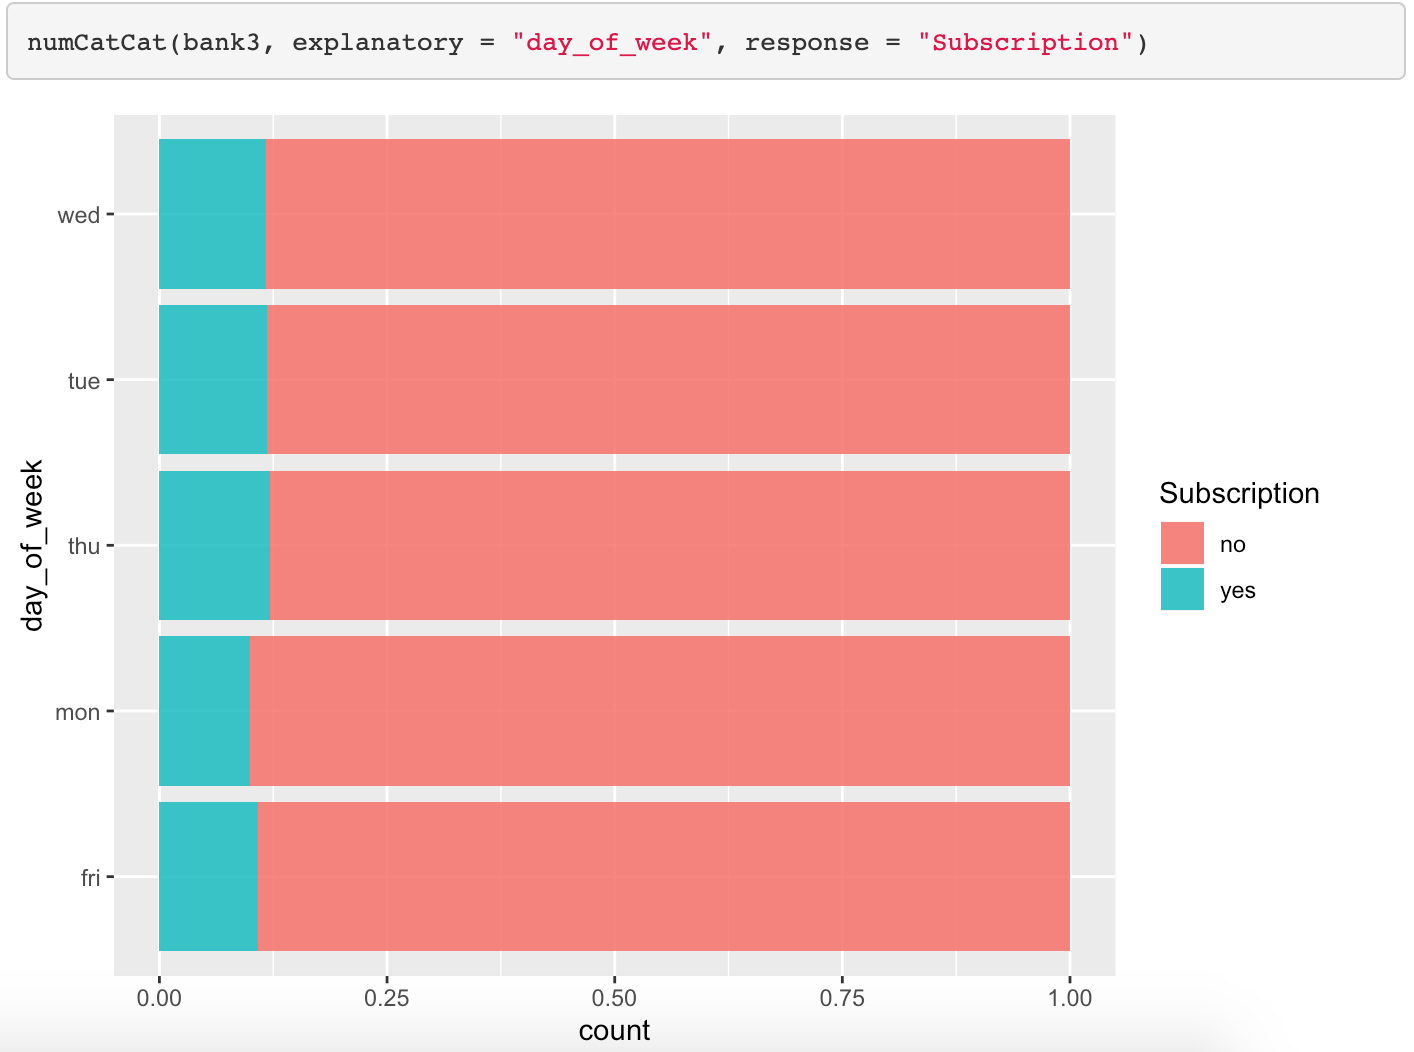 numCatCat(bank3, explanatory = "day_of_week", response = "Subscription")
wed
tue
thu
mon
fri
day_of_week
0.00 0.25 0.50 0.75 1.00
count
Subscription
no
yes